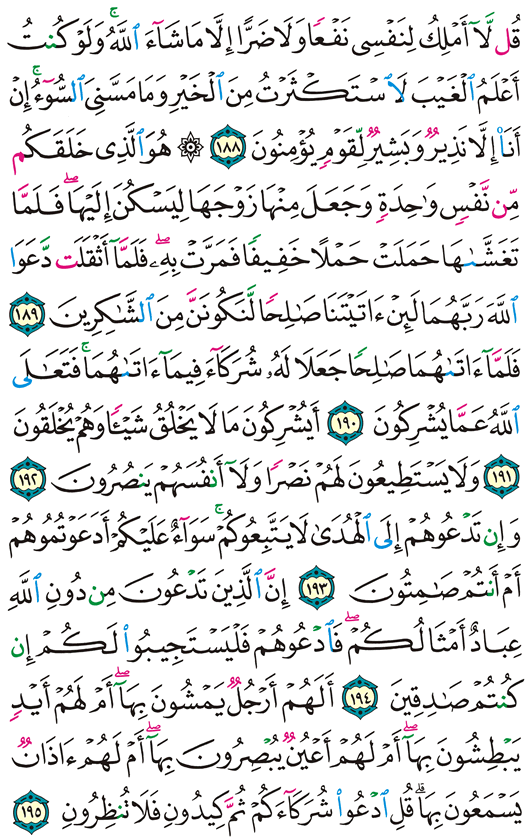 قُل لَّآ أَمْلِكُ لِنَفْسِى نَفْعًا وَلَا ضَرًّا إِلَّا مَا شَآءَ ٱللَّهُ ۚ وَلَوْ كُنتُ
أَعْلَمُ ٱلْغَيْبَ لَٱسْتَكْثَرْتُ مِنَ ٱلْخَيْرِ وَمَا مَسَّنِىَ ٱلسُّوٓءُ ۚ إِنْ
أَنَا۠ إِلَّا نَذِيرٌ وَبَشِيرٌ لِّقَوْمٍ يُؤْمِنُونَ ١٨٨ ۞ هُوَ ٱلَّذِى خَلَقَكُم
مِّن نَّفْسٍ وَٰحِدَةٍ وَجَعَلَ مِنْهَا زَوْجَهَا لِيَسْكُنَ إِلَيْهَا ۖ فَلَمَّا
تَغَشَّىٰهَا حَمَلَتْ حَمْلًا خَفِيفًا فَمَرَّتْ بِهِۦ ۖ فَلَمَّآ أَثْقَلَت دَّعَوَا
ٱللَّهَ رَبَّهُمَا لَئِنْ ءَاتَيْتَنَا صَٰلِحًا لَّنَكُونَنَّ مِنَ ٱلشَّٰكِرِينَ ١٨٩
فَلَمَّآ ءَاتَىٰهُمَا صَٰلِحًا جَعَلَا لَهُۥ شُرَكَآءَ فِيمَآ ءَاتَىٰهُمَا ۚ فَتَعَٰلَى
ٱللَّهُ عَمَّا يُشْرِكُونَ ١٩٠ أَيُشْرِكُونَ مَا لَا يَخْلُقُ شَيْـًٔا وَهُمْ يُخْلَقُونَ
١٩١ وَلَا يَسْتَطِيعُونَ لَهُمْ نَصْرًا وَلَآ أَنفُسَهُمْ يَنصُرُونَ ١٩٢
وَإِن تَدْعُوهُمْ إِلَى ٱلْهُدَىٰ لَا يَتَّبِعُوكُمْ ۚ سَوَآءٌ عَلَيْكُمْ أَدَعَوْتُمُوهُمْ
أَمْ أَنتُمْ صَٰمِتُونَ ١٩٣ إِنَّ ٱلَّذِينَ تَدْعُونَ مِن دُونِ ٱللَّهِ
عِبَادٌ أَمْثَالُكُمْ ۖ فَٱدْعُوهُمْ فَلْيَسْتَجِيبُوا۟ لَكُمْ إِن
كُنتُمْ صَٰدِقِينَ ١٩٤ أَلَهُمْ أَرْجُلٌ يَمْشُونَ بِهَآ ۖ أَمْ لَهُمْ أَيْدٍ
يَبْطِشُونَ بِهَآ ۖ أَمْ لَهُمْ أَعْيُنٌ يُبْصِرُونَ بِهَآ ۖ أَمْ لَهُمْ ءَاذَانٌ
يَسْمَعُونَ بِهَا ۗ قُلِ ٱدْعُوا۟ شُرَكَآءَكُمْ ثُمَّ كِيدُونِ فَلَا تُنظِرُونِ ١٩٥